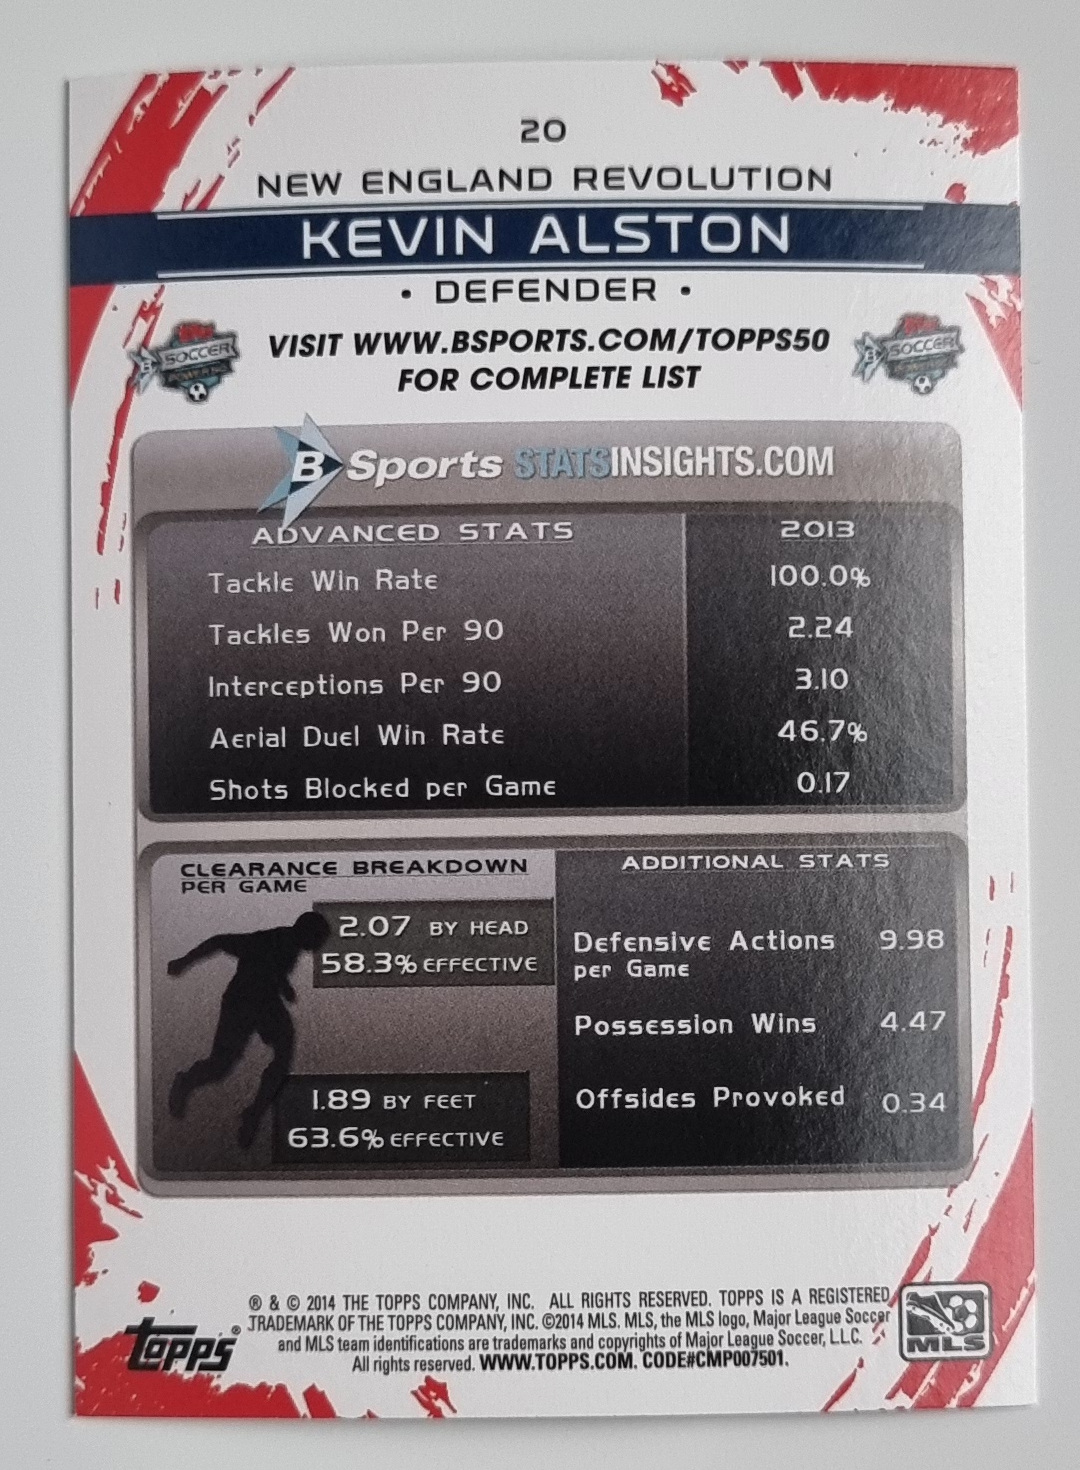 20
NEW ENGLAND REVOLUTION
KEVIN ALSTON
• DEFENDER •
VISIT WWW.BSPORTS.COM/TOPPS50
FOR COMPLETE LIST
SOCCER
B SOCCER
B Sports STATSINSIGHTS.COM
ADVANCED STATS 2013
Tackle Win Rate 100.0%
Tackles Won Per 90 2.24
Interceptions Per 90 3.10
Aerial Duel Win Rate 46.7%
Shots Blocked per Game 0.17
CLEARANCE BREAKDOWN
PER GAME
2.07 BY HEAD
58.3% EFFECTIVE
1.89 BY FEET
63.6% EFFECTIVE
ADDITIONAL STATS
Defensive Actions 9.98
per Game
Possession Wins 4.47
Offsides Provoked 0.34
® & © 2014 THE TOPPS COMPANY, INC. ALL RIGHTS RESERVED. TOPPS IS A REGISTERED
TRADEMARK OF THE TOPPS COMPANY, INC. ©2014 MLS. MLS, the MLS logo, Major League Soccer
and MLS team identifications are trademarks and copyrights of Major League Soccer, L.L.C.
All rights reserved. WWW.TOPPS.COM. CODE#CMP007501.
Topps®
MLS